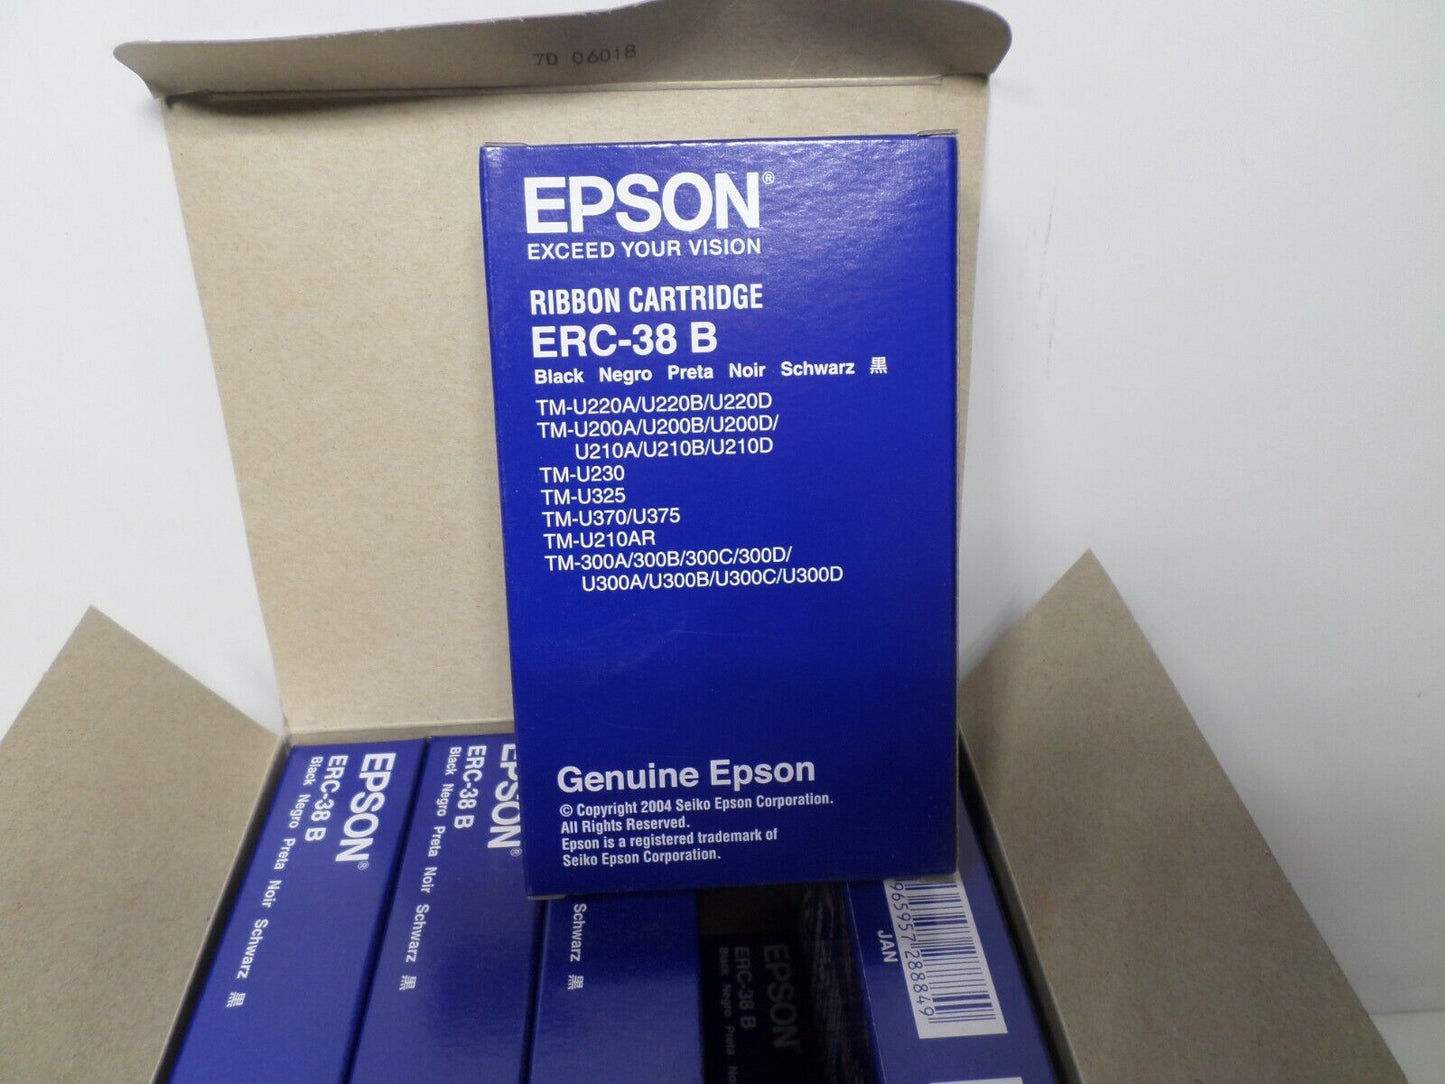 7D 06018
EPSON®
EXCEED YOUR VISION
RIBBON CARTRIDGE
ERC-38 B
Black Negro Preta Noir Schwarz 黒
TM-U220A/U220B/U220D
TM-U200A/U200B/U200D/
U210A/U210B/U210D
TM-U230
TM-U325
TM-U370/U375
TM-U210AR
TM-300A/300B/300C/300D/
U300A/U300B/U300C/U300D
Genuine Epson
© Copyright 2004 Seiko Epson Corporation.
All Rights Reserved.
Epson is a registered trademark of
Seiko Epson Corporation.
EPSON®
ERC-38 B
Black Negro Preta Noir Schwarz 黒
EPSON®
ERC-38 B
Black Negro Preta Noir Schwarz 黒
Schwarz 黒
EPSON
ERC-38 B
Black Negro Preta
JAN
965957 288849